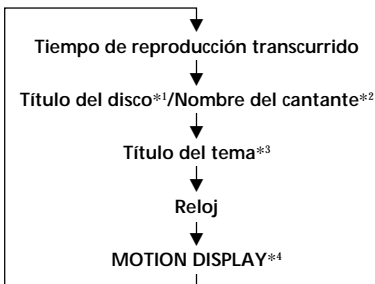 Tiempo de reproducción transcurrido
Título del disco*1/Nombre del cantante*2
Título del tema*3
Reloj
MOTION DISPLAY*4